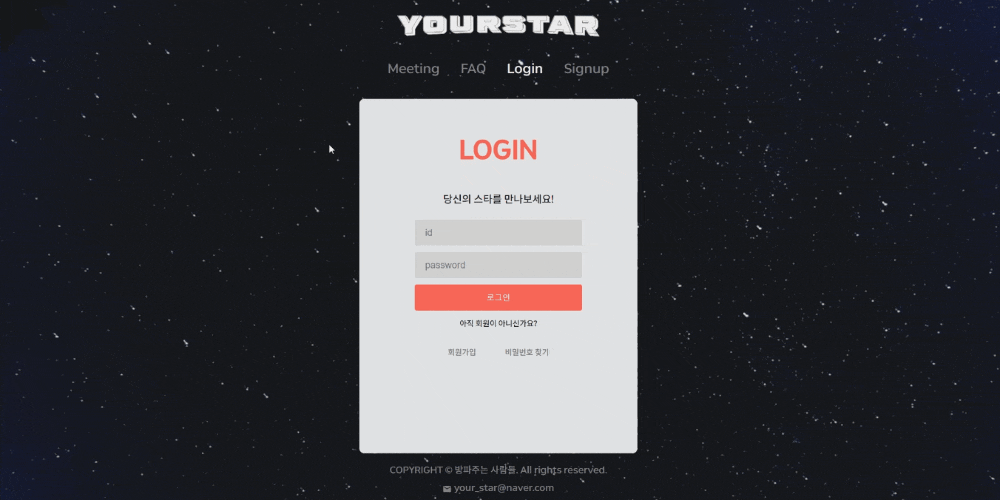 YOURSTAR
Meeting FAQ Login Signup
LOGIN
당신의 스타를 만나보세요!
id
password
로그인
아직 회원이 아니신가요?
회원가입 비밀번호 찾기
COPYRIGHT © 방파주는 사람들, All rights reserved.
your_star@naver.com